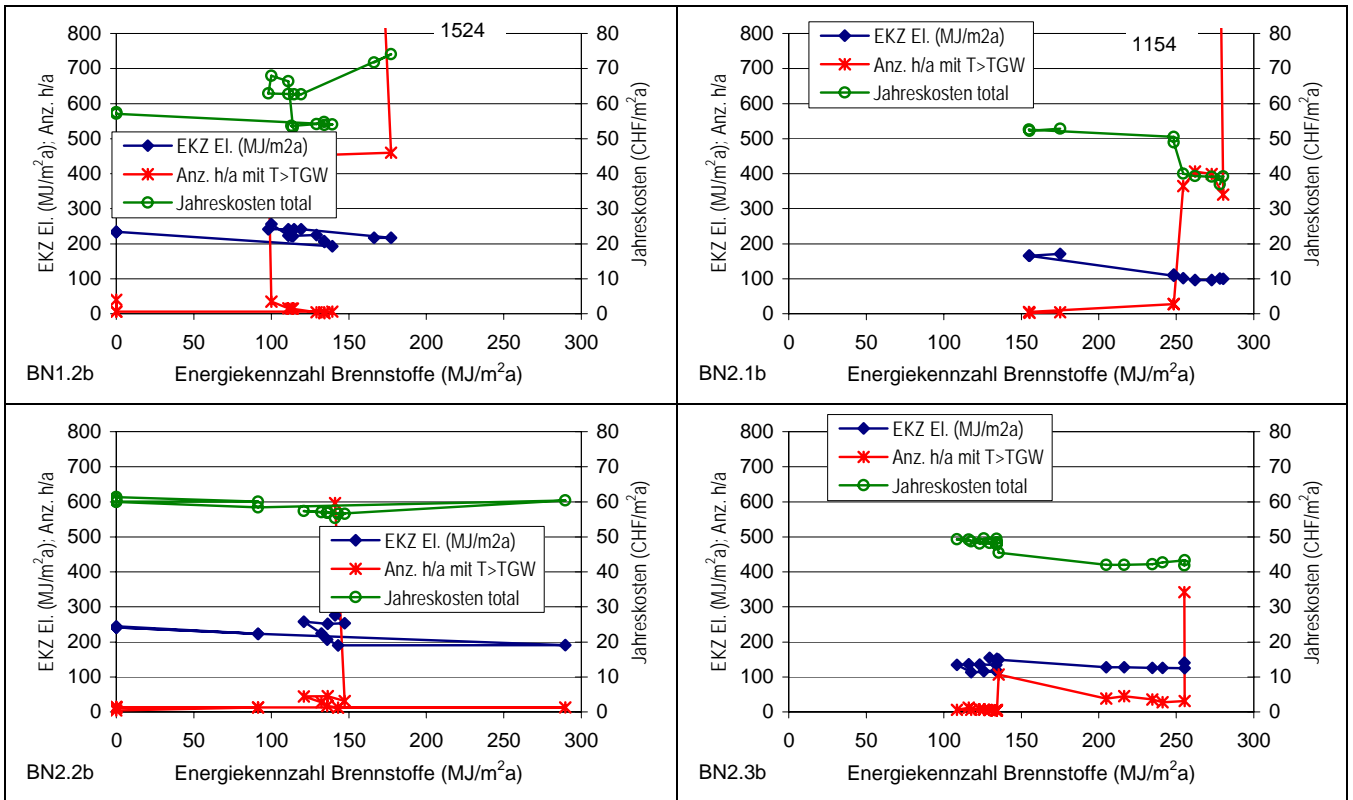 1524
800
700
600
500
400
300
200
100
0
80
70
60
50
40
30
20
10
0
EKZ El. (MJ/m2a)
Anz. h/a mit T>TGW
Jahreskosten total
EKZ El. (MJ/m²a); Anz. h/a
Jahreskosten (CHF/m²a)
0 50 100 150 200 250 300
BN1.2b Energiekennzahl Brennstoffe (MJ/m²a)
1154
800
700
600
500
400
300
200
100
0
80
70
60
50
40
30
20
10
0
EKZ El. (MJ/m2a)
Anz. h/a mit T>TGW
Jahreskosten total
EKZ El. (MJ/m²a); Anz. h/a
Jahreskosten (CHF/m²a)
0 50 100 150 200 250 300
BN2.1b Energiekennzahl Brennstoffe (MJ/m²a)
800
700
600
500
400
300
200
100
0
80
70
60
50
40
30
20
10
0
EKZ El. (MJ/m2a)
Anz. h/a mit T>TGW
Jahreskosten total
EKZ El. (MJ/m²a); Anz. h/a
Jahreskosten (CHF/m²a)
0 50 100 150 200 250 300
BN2.2b Energiekennzahl Brennstoffe (MJ/m²a)
800
700
600
500
400
300
200
100
0
80
70
60
50
40
30
20
10
0
EKZ El. (MJ/m2a)
Anz. h/a mit T>TGW
Jahreskosten total
EKZ El. (MJ/m²a); Anz. h/a
Jahreskosten (CHF/m²a)
0 50 100 150 200 250 300
BN2.3b Energiekennzahl Brennstoffe (MJ/m²a)